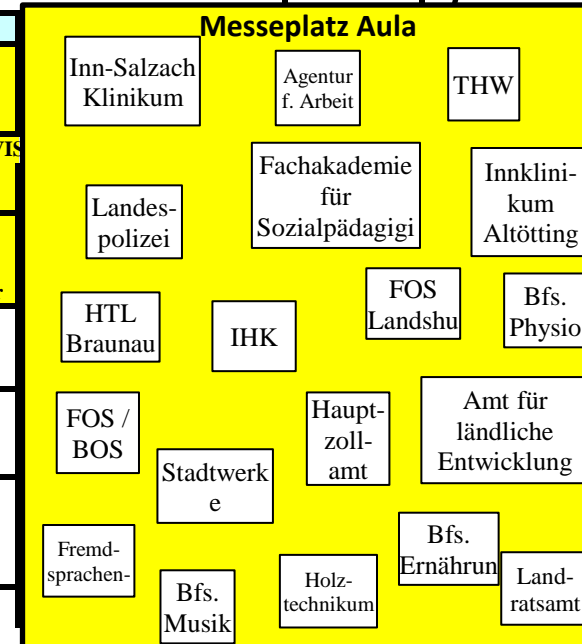 Messeplatz Aula
Inn-Salzach
Klinikum
Agentur
f. Arbeit
THW
Fachakademie
für
Sozialpädagigi
Innklini-
kum
Altötting
Landes-
polizei
FOS
Landshu
Bfs.
Physio
HTL
Braunau
IHK
FOS /
BOS
Haupt-
zoll-
amt
Amt für
ländliche
Entwicklung
Stadtwerk
e
Fremd-
sprachen-
Bfs.
Ernährun
Bfs.
Musik
Holz-
technikum
Land-
ratsamt